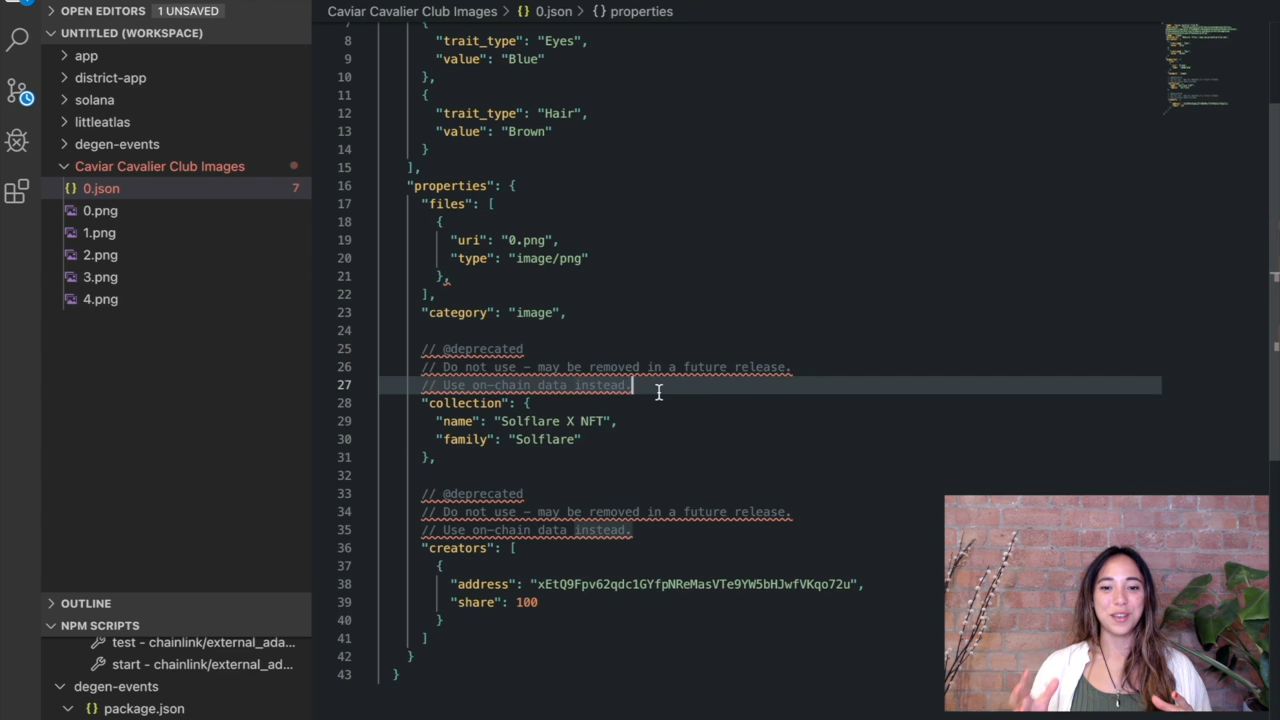 OPEN EDITORS 1 UNSAVED
UNTITLED (WORKSPACE)
app
district-app
solana
littleatlas
degen-events
Caviar Cavalier Club Images
{} 0.json 7
0.png
1.png
2.png
3.png
4.png
OUTLINE
NPM SCRIPTS
test - chainlink/external_ada...
start - chainlink/external_ad...
degen-events
{} package.json
Caviar Cavalier Club Images > {} 0.json > {} properties
7 {
8 "trait_type": "Eyes",
9 "value": "Blue"
10 },
11 {
12 "trait_type": "Hair",
13 "value": "Brown"
14 }
15 ],
16 "properties": {
17 "files": [
18 {
19 "uri": "0.png",
20 "type": "image/png"
21 },
22 ],
23 "category": "image",
24
25 // @deprecated
26 // Do not use - may be removed in a future release.
27 // Use on-chain data instead.
28 "collection": {
29 "name": "Solflare X NFT",
30 "family": "Solflare"
31 },
32
33 // @deprecated
34 // Do not use - may be removed in a future release.
35 // Use on-chain data instead.
36 "creators": [
37 {
38 "address": "xEtQ9Fpv62qdc1GYfpNReMasVTe9YW5bHJwfVKqo72u",
39 "share": 100
40 }
41 ]
42 }
43 }